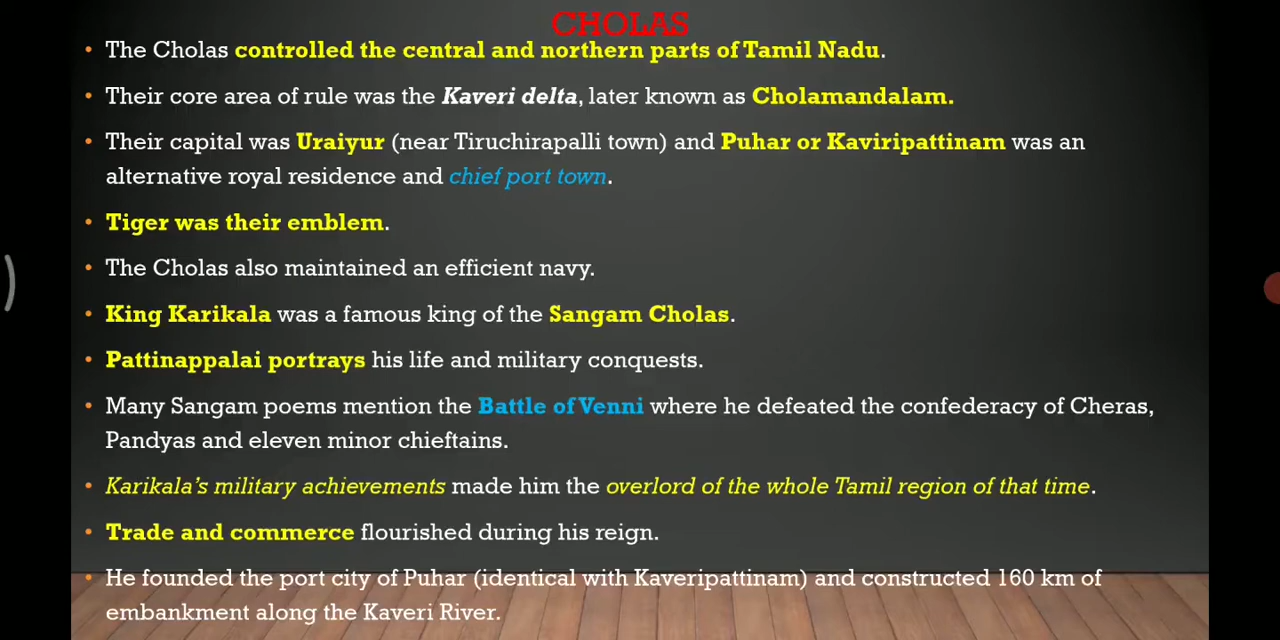 CHOLAS
• The Cholas controlled the central and northern parts of Tamil Nadu.
• Their core area of rule was the Kaveri delta, later known as Cholamandalam.
• Their capital was Uraiyur (near Tiruchirapalli town) and Puhar or Kaviripattinam was an
alternative royal residence and chief port town.
• Tiger was their emblem.
• The Cholas also maintained an efficient navy.
• King Karikala was a famous king of the Sangam Cholas.
• Pattinappalai portrays his life and military conquests.
• Many Sangam poems mention the Battle of Venni where he defeated the confederacy of Cheras,
Pandyas and eleven minor chieftains.
• Karikala's military achievements made him the overlord of the whole Tamil region of that time.
• Trade and commerce flourished during his reign.
• He founded the port city of Puhar (identical with Kaveripattinam) and constructed 160 km of
embankment along the Kaveri River.